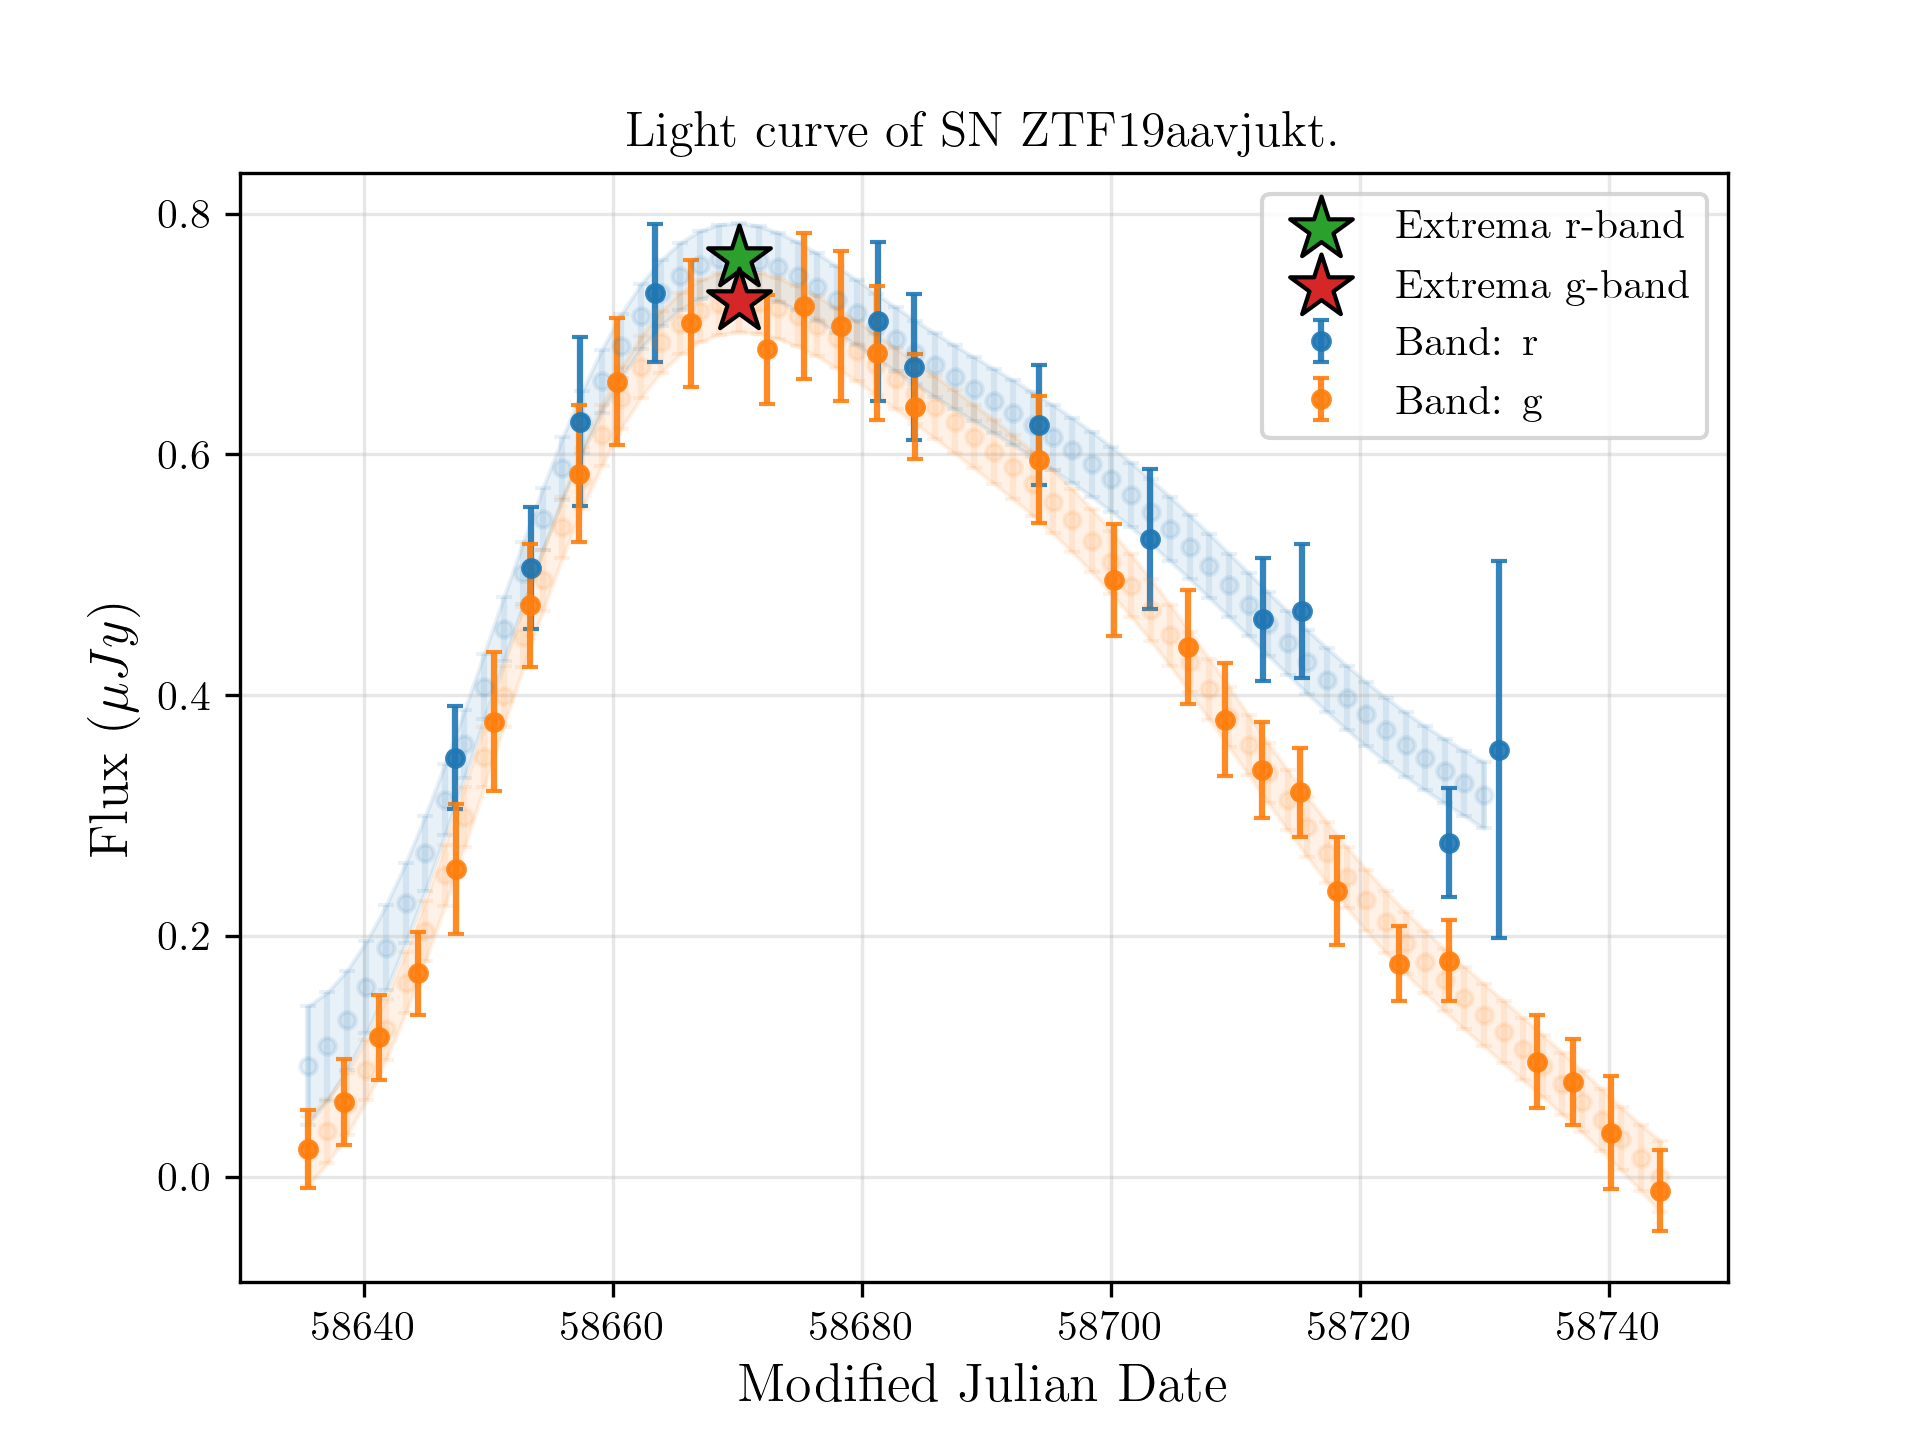 Light curve of SN ZTF19aavjukt.
Extrema r-band
Extrema g-band
Band: r
Band: g
Flux (μJy)
0.8
0.6
0.4
0.2
0.0
58640 58660 58680 58700 58720 58740
Modified Julian Date